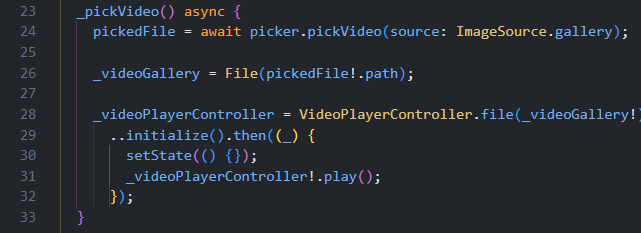 23 _pickVideo() async {
24 pickedFile = await picker.pickVideo(source: ImageSource.gallery);
25
26 _videoGallery = File(pickedFile!.path);
27
28 _videoPlayerController = VideoPlayerController.file(_videoGallery!)
29 ..initialize().then((_) {
30 setState(() {});
31 _videoPlayerController!.play();
32 });
33 }